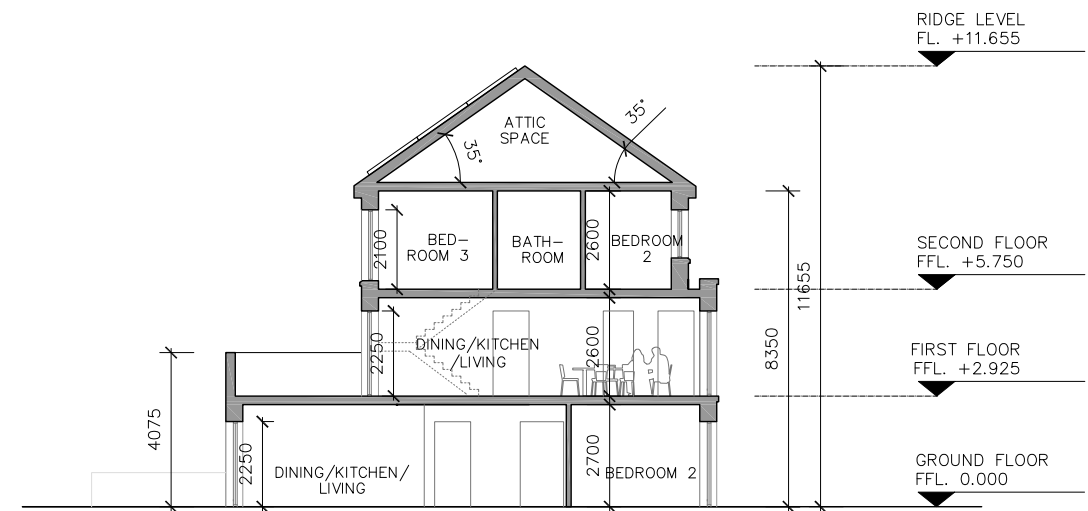 RIDGE LEVEL
FL. +11.655
ATTIC
SPACE
35°
35°
BED-
ROOM 3
BATH-
ROOM
BEDROOM
2
2100
2600
SECOND FLOOR
FFL. +5.750
11655
8350
DINING/KITCHEN
/LIVING
2250
2600
FIRST FLOOR
FFL. +2.925
4075
2250
DINING/KITCHEN/
LIVING
2700
BEDROOM 2
GROUND FLOOR
FFL. 0.000